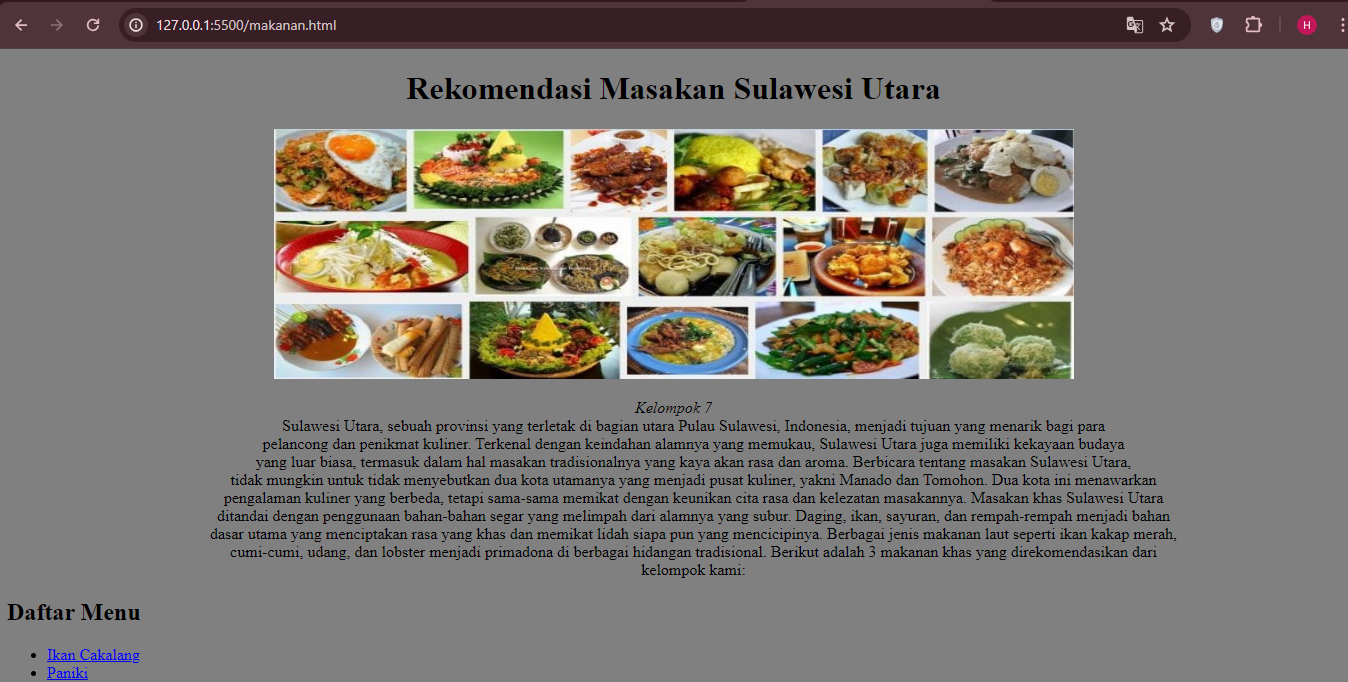 127.0.0.1:5500/makanan.html
H
Rekomendasi Masakan Sulawesi Utara
Kelompok 7
Sulawesi Utara, sebuah provinsi yang terletak di bagian utara Pulau Sulawesi, Indonesia, menjadi tujuan yang menarik bagi para
pelancong dan penikmat kuliner. Terkenal dengan keindahan alamnya yang memukau, Sulawesi Utara juga memiliki kekayaan budaya
yang luar biasa, termasuk dalam hal masakan tradisionalnya yang kaya akan rasa dan aroma. Berbicara tentang masakan Sulawesi Utara,
tidak mungkin untuk tidak menyebutkan dua kota utamanya yang menjadi pusat kuliner, yakni Manado dan Tomohon. Dua kota ini menawarkan
pengalaman kuliner yang berbeda, tetapi sama-sama memikat dengan keunikan cita rasa dan kelezatan masakannya. Masakan khas Sulawesi Utara
ditandai dengan penggunaan bahan-bahan segar yang melimpah dari alamnya yang subur. Daging, ikan, sayuran, dan rempah-rempah menjadi bahan
dasar utama yang menciptakan rasa yang khas dan memikat lidah siapa pun yang mencicipinya. Berbagai jenis makanan laut seperti ikan kakap merah,
cumi-cumi, udang, dan lobster menjadi primadona di berbagai hidangan tradisional. Berikut adalah 3 makanan khas yang direkomendasikan dari
kelompok kami:
Daftar Menu
Ikan Cakalang
Paniki